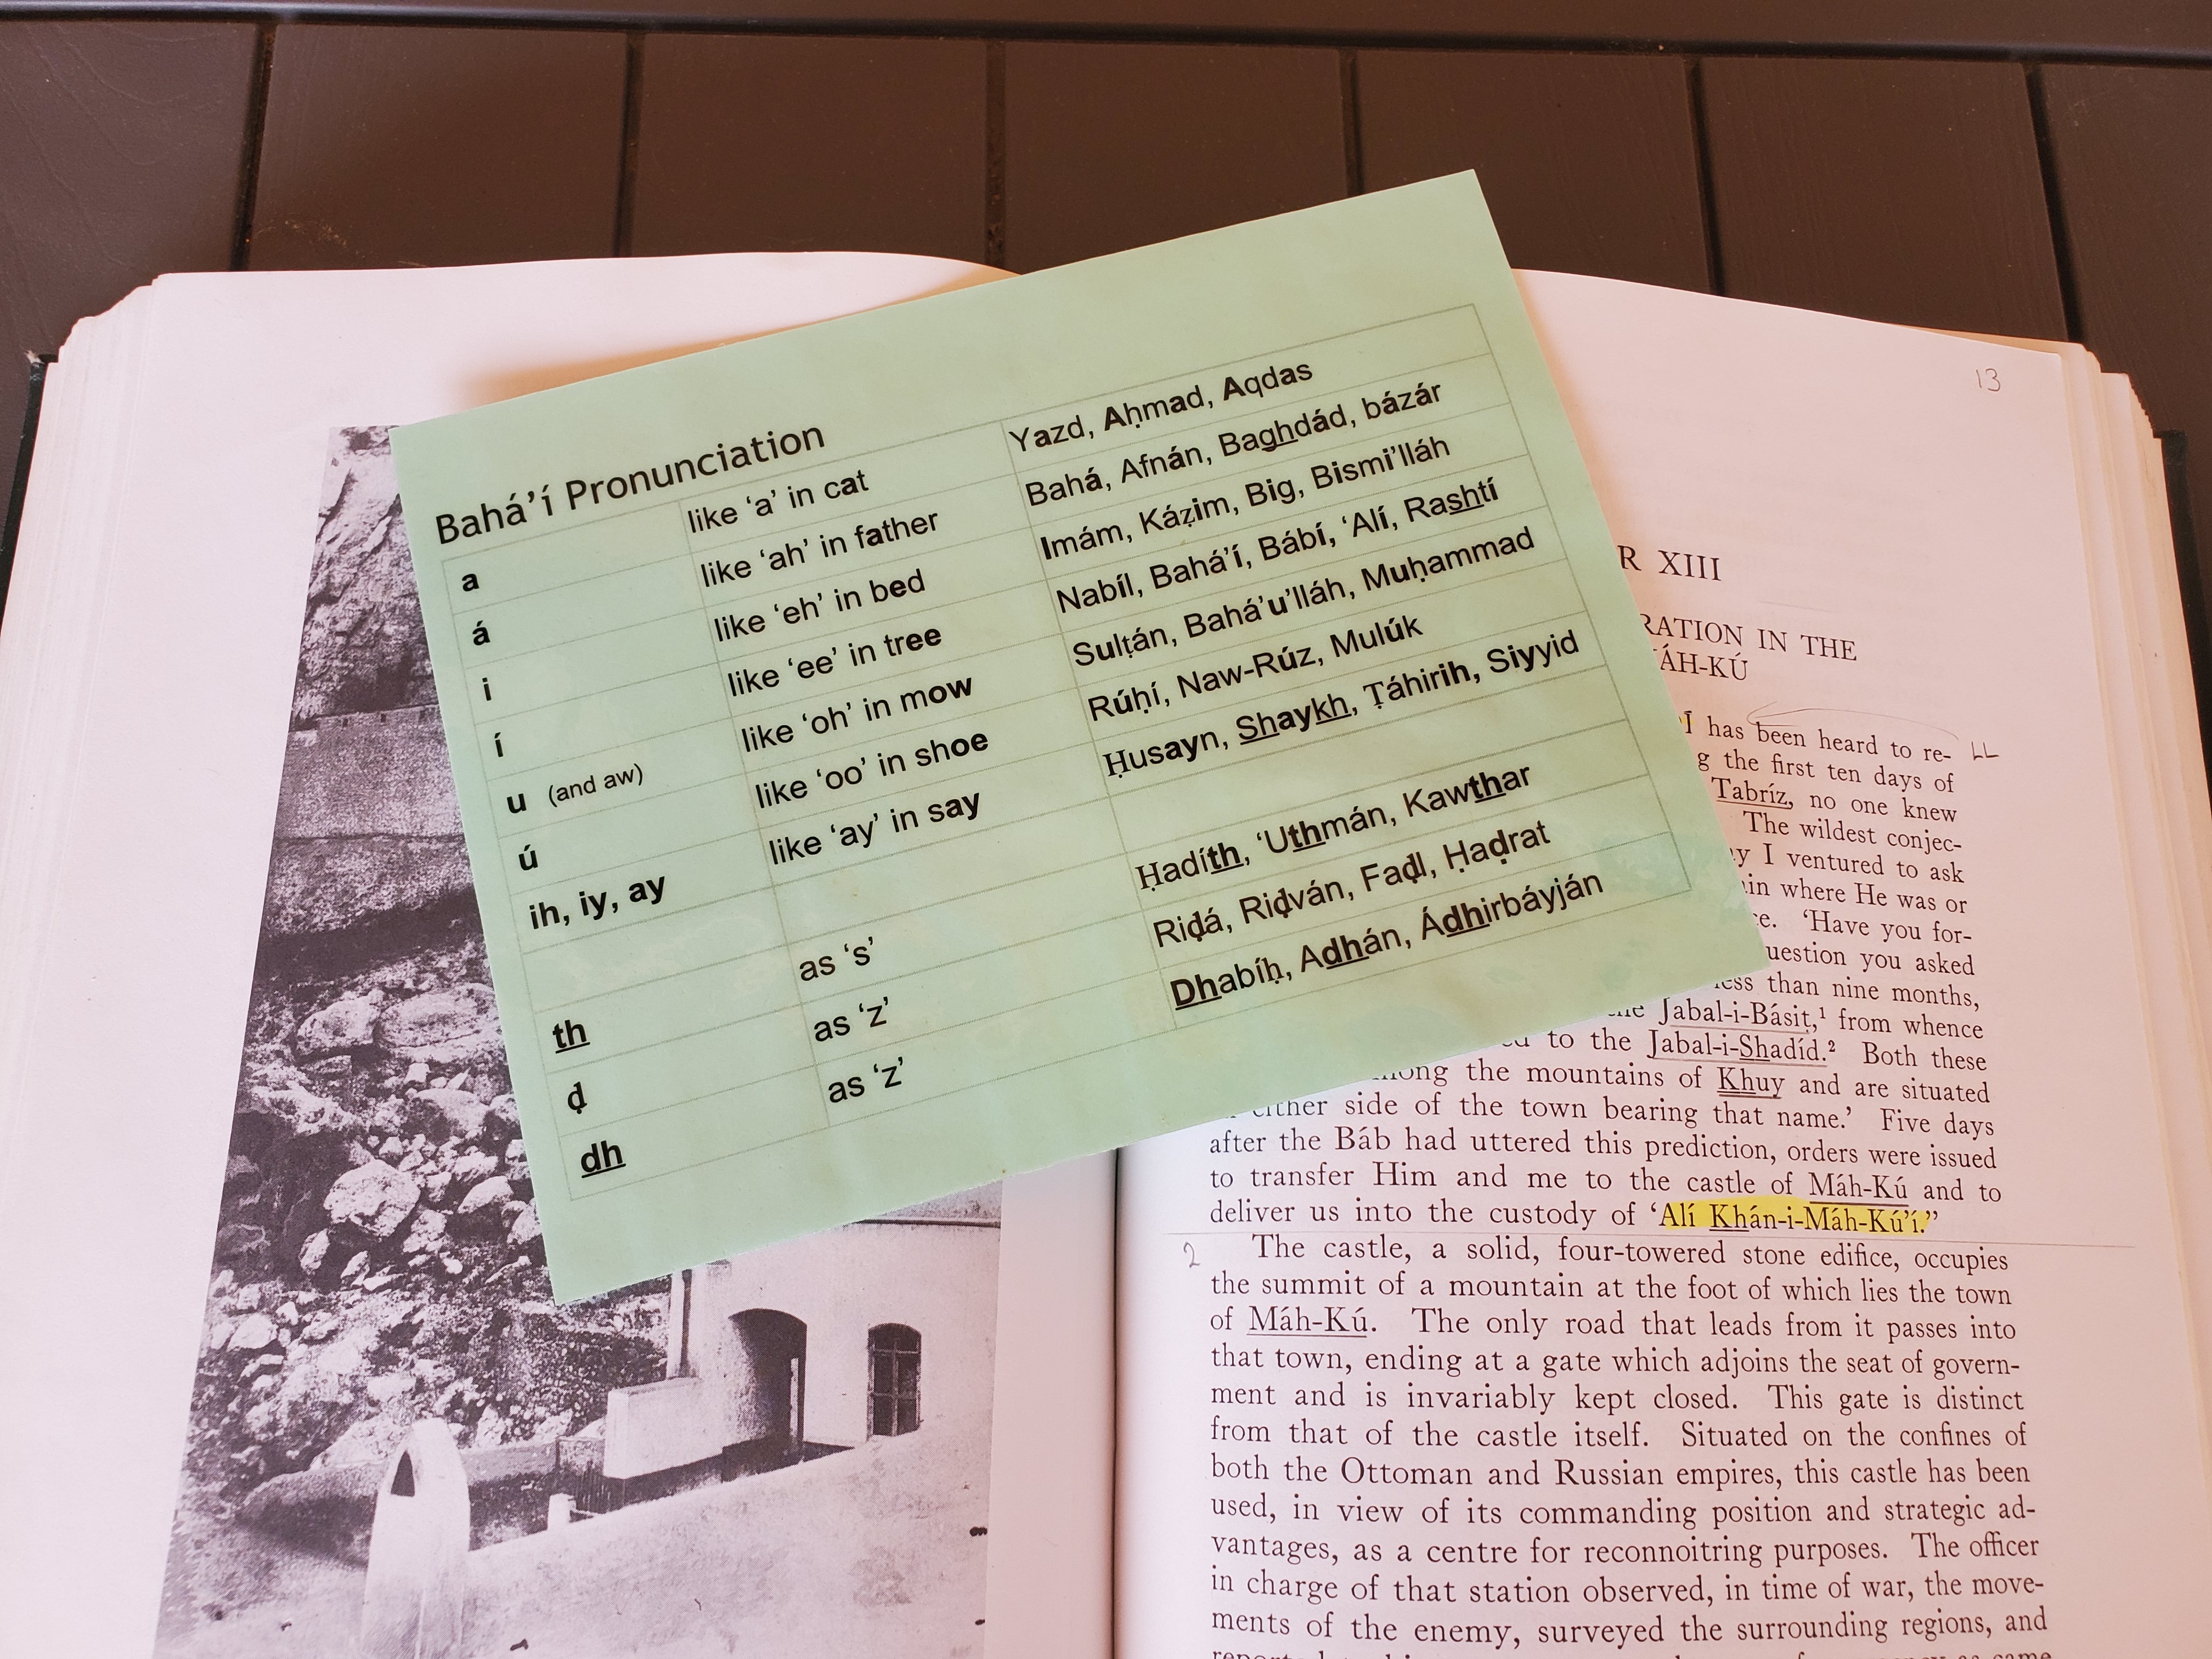 Bahá’í Pronunciation
a like ‘a’ in cat Yazd, Aḥmad, Aqdas
á like ‘ah’ in father Bahá, Afnán, Baghdád, bázár
i like ‘eh’ in bed Imám, Káẓim, Big, Bismi’lláh
í like ‘ee’ in tree Nabíl, Bahá’í, Bábí, ‘Alí, Rashtí
u (and aw) like ‘oh’ in mow Sulṭán, Bahá’u’lláh, Muḥammad
ú like ‘oo’ in shoe Rúḥí, Naw-Rúz, Mulúk
ih, iy, ay like ‘ay’ in say Ḥusayn, Shaykh, Ṭáhirih, Siyyid
th as ‘s’ Ḥadíth, ‘Uthmán, Kawthar
ḍ as ‘z’ Riḍá, Riḍván, Faḍl, Ḥaḍrat
dh as ‘z’ Dhabíḥ, Adhán, Ádhirbáyján
13
R XIII
RATION IN THE
ÁH-KÚ
has been heard to re- LL
g the first ten days of
Tabríz, no one knew
The wildest conjec-
y I ventured to ask
in where He was or
ce. ‘Have you for-
uestion you asked
less than nine months,
the Jabal-i-Básiṭ,¹ from whence
ed to the Jabal-i-Shadíd.² Both these
among the mountains of Khuy and are situated
either side of the town bearing that name.’ Five days
after the Báb had uttered this prediction, orders were issued
to transfer Him and me to the castle of Máh-Kú and to
deliver us into the custody of ‘Alí Khán-i-Máh-Kú’í.”
2 The castle, a solid, four-towered stone edifice, occupies
the summit of a mountain at the foot of which lies the town
of Máh-Kú. The only road that leads from it passes into
that town, ending at a gate which adjoins the seat of govern-
ment and is invariably kept closed. This gate is distinct
from that of the castle itself. Situated on the confines of
both the Ottoman and Russian empires, this castle has been
used, in view of its commanding position and strategic ad-
vantages, as a centre for reconnoitring purposes. The officer
in charge of that station observed, in time of war, the move-
ments of the enemy, surveyed the surrounding regions, and